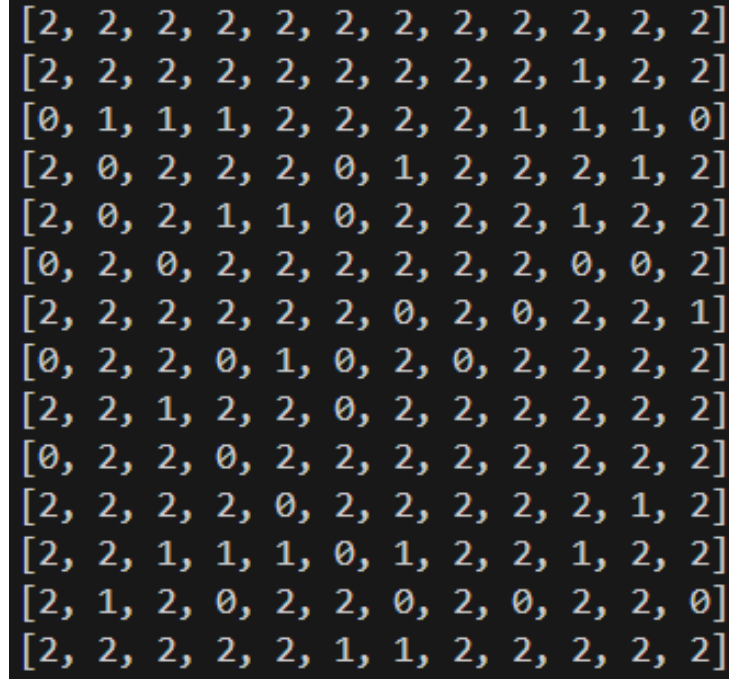 [2, 2, 2, 2, 2, 2, 2, 2, 2, 2, 2, 2]
[2, 2, 2, 2, 2, 2, 2, 2, 2, 1, 2, 2]
[0, 1, 1, 1, 2, 2, 2, 2, 1, 1, 1, 0]
[2, 0, 2, 2, 2, 0, 1, 2, 2, 2, 1, 2]
[2, 0, 2, 1, 1, 0, 2, 2, 2, 1, 2, 2]
[0, 2, 0, 2, 2, 2, 2, 2, 2, 0, 0, 2]
[2, 2, 2, 2, 2, 2, 0, 2, 0, 2, 2, 1]
[0, 2, 2, 0, 1, 0, 2, 0, 2, 2, 2, 2]
[2, 2, 1, 2, 2, 0, 2, 2, 2, 2, 2, 2]
[0, 2, 2, 0, 2, 2, 2, 2, 2, 2, 2, 2]
[2, 2, 2, 2, 0, 2, 2, 2, 2, 2, 1, 2]
[2, 2, 1, 1, 1, 0, 1, 2, 2, 1, 2, 2]
[2, 1, 2, 0, 2, 2, 0, 2, 0, 2, 2, 0]
[2, 2, 2, 2, 2, 1, 1, 2, 2, 2, 2, 2]